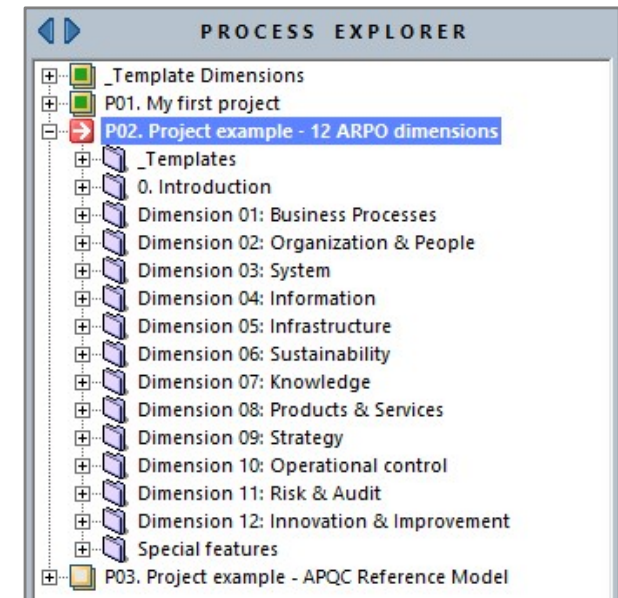 PROCESS EXPLORER
_Template Dimensions
P01. My first project
P02. Project example - 12 ARPO dimensions
_Templates
0. Introduction
Dimension 01: Business Processes
Dimension 02: Organization & People
Dimension 03: System
Dimension 04: Information
Dimension 05: Infrastructure
Dimension 06: Sustainability
Dimension 07: Knowledge
Dimension 08: Products & Services
Dimension 09: Strategy
Dimension 10: Operational control
Dimension 11: Risk & Audit
Dimension 12: Innovation & Improvement
Special features
P03. Project example - APQC Reference Model